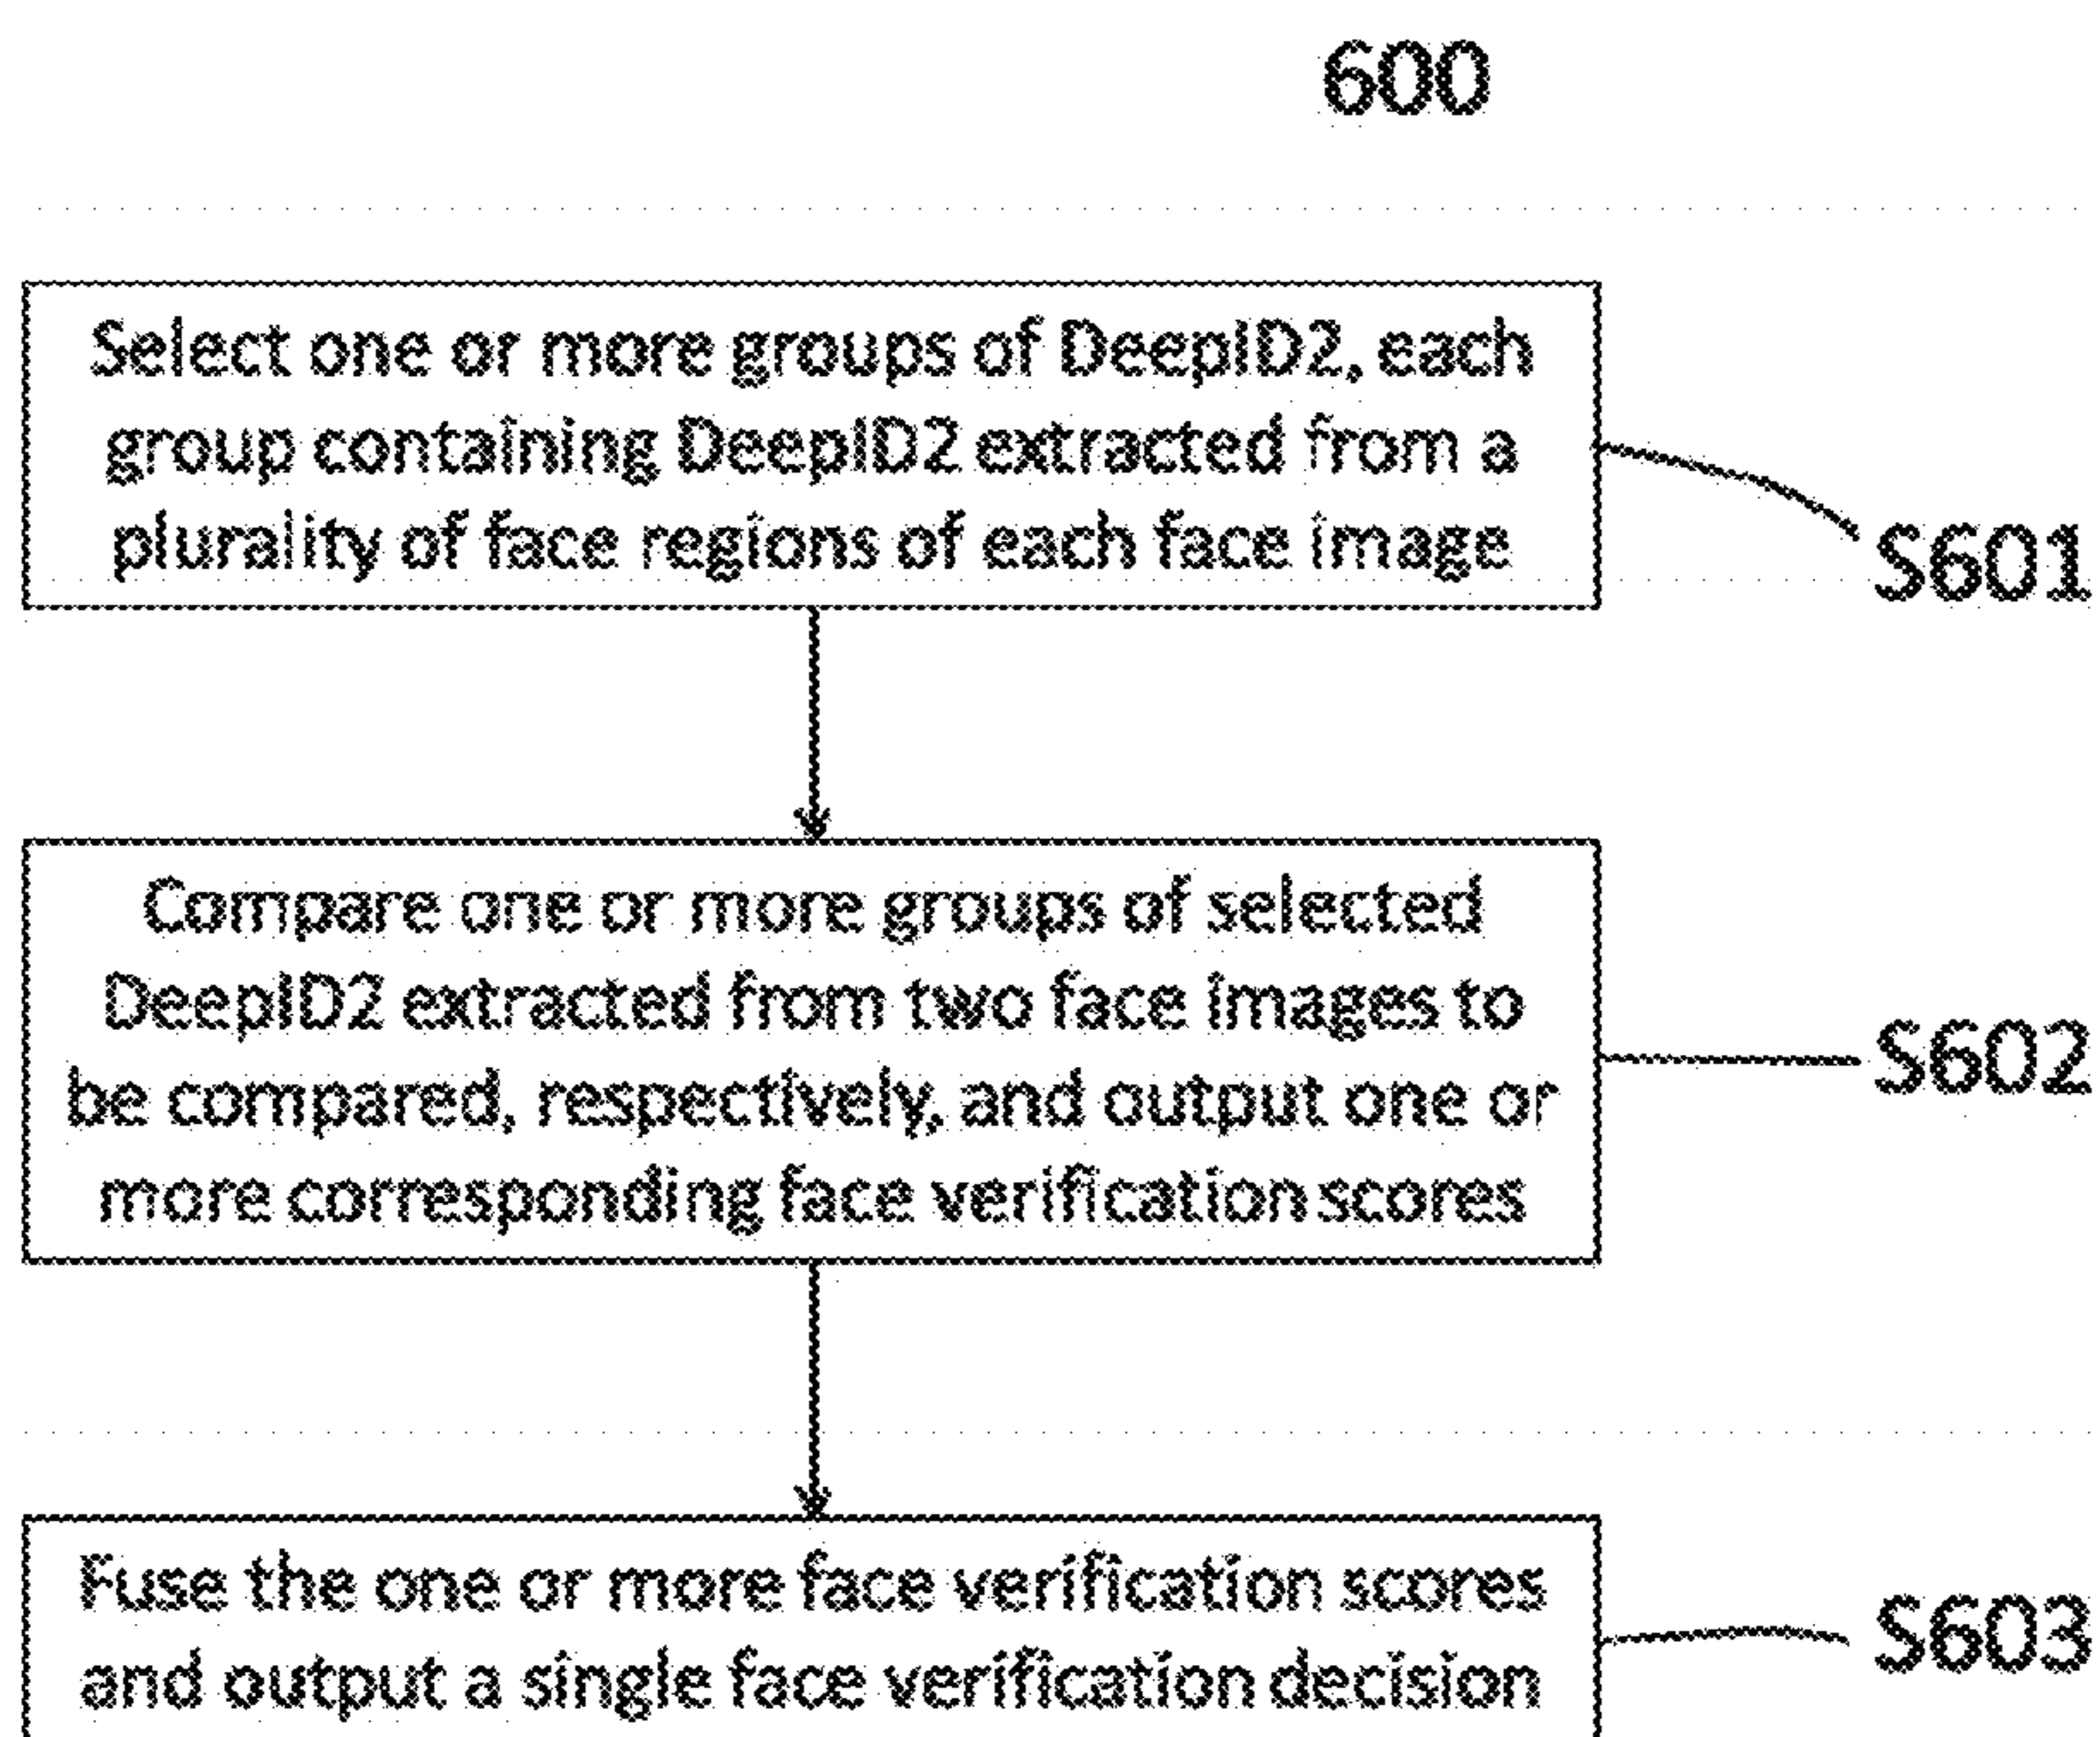 600
Select one or more groups of DeepID2, each
group containing DeepID2 extracted from a
plurality of face regions of each face image
S601
Compare one or more groups of selected
DeepID2 extracted from two face images to
be compared, respectively, and output one or
more corresponding face verification scores
S602
Fuse the one or more face verification scores
and output a single face verification decision
S603